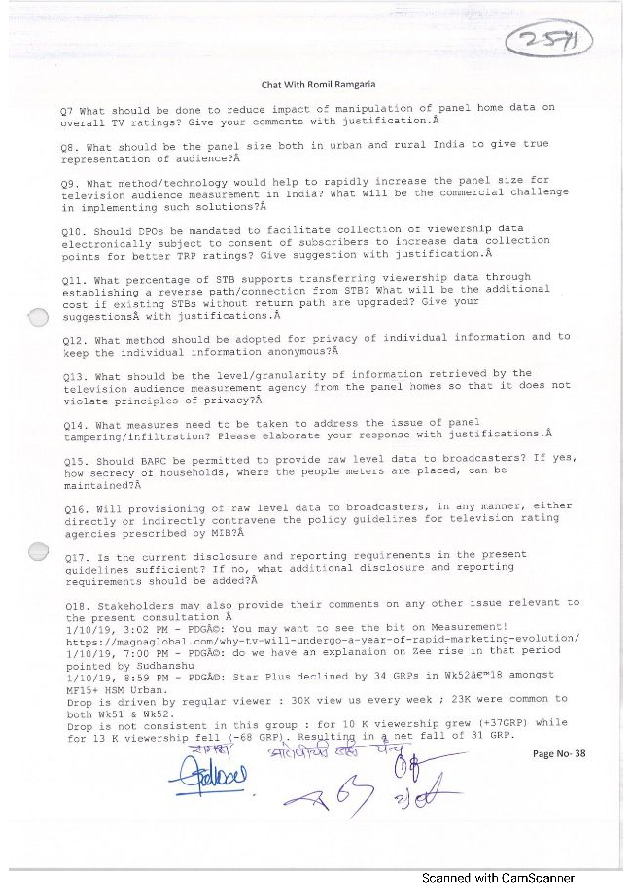 2571
Chat With Romil Ramgaria
Q7 What should be done to reduce impact of manipulation of panel home data on
overall TV ratings? Give your comments with justification.Â
Q8. What should be the panel size both in urban and rural India to give true
representation of audience?Â
Q9. What method/technology would help to rapidly increase the panel size for
television audience measurement in India? What will be the commercial challenge
in implementing such solutions?Â
Q10. Should DPOs be mandated to facilitate collection of viewership data
electronically subject to consent of subscribers to increase data collection
points for better TRP ratings? Give suggestion with justification.Â
Q11. What percentage of STB supports transferring viewership data through
establishing a reverse path/connection from STB? What will be the additional
cost if existing STBs without return path are upgraded? Give your
suggestionsÂ with justifications.Â
Q12. What method should be adopted for privacy of individual information and to
keep the individual information anonymous?Â
Q13. What should be the level/granularity of information retrieved by the
television audience measurement agency from the panel homes so that it does not
violate principles of privacy?Â
Q14. What measures need to be taken to address the issue of panel
tampering/infiltration? Please elaborate your response with justifications.Â
Q15. Should BARC be permitted to provide raw level data to broadcasters? If yes,
how secrecy of households, where the people meters are placed, can be
maintained?Â
Q16. Will provisioning of raw level data to broadcasters, in any manner, either
directly or indirectly contravene the policy guidelines for television rating
agencies prescribed by MIB?Â
Q17. Is the current disclosure and reporting requirements in the present
guidelines sufficient? If no, what additional disclosure and reporting
requirements should be added?Â
Q18. Stakeholders may also provide their comments on any other issue relevant to
the present consultation Â
1/10/19, 3:02 PM - PDGÃ©: You may want to see the bit on Measurement!
https://magnaglobal.com/why-tv-will-undergo-a-year-of-rapid-marketing-evolution/
1/10/19, 7:00 PM - PDGÃ©: do we have an explanaion on Zee rise in that period
pointed by Sudhanshu
1/10/19, 8:59 PM - PDGÃ©: Star Plus declined by 34 GRPs in Wk52â€™18 amongst
MF15+ HSM Urban.
Drop is driven by regular viewer : 30K view us every week ; 23K were common to
both Wk51 & Wk52.
Drop is not consistent in this group : for 10 K viewership grew (+37GRP) while
for 13 K viewership fell (-68 GRP). Resulting in a net fall of 31 GRP.
समक्ष आरोपीची सही पंच
Page No- 38
Scanned with CamScanner